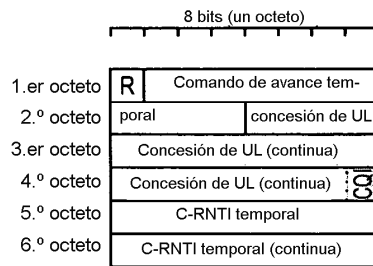 8 bits (un octeto)
1.er octeto R Comando de avance tem-
2.º octeto poral concesión de UL
3.er octeto Concesión de UL (continua)
4.º octeto Concesión de UL (continua) CQI
5.º octeto C-RNTI temporal
6.º octeto C-RNTI temporal (continua)